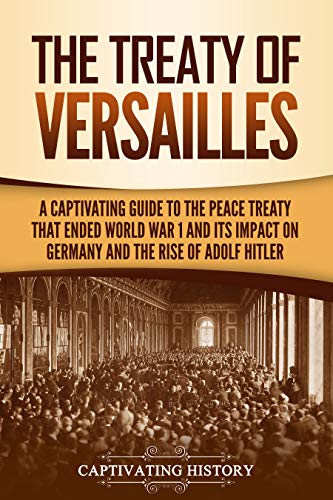 THE TREATY OF
VERSAILLES
A CAPTIVATING GUIDE TO THE PEACE TREATY
THAT ENDED WORLD WAR 1 AND ITS IMPACT ON
GERMANY AND THE RISE OF ADOLF HITLER
CAPTIVATING HISTORY